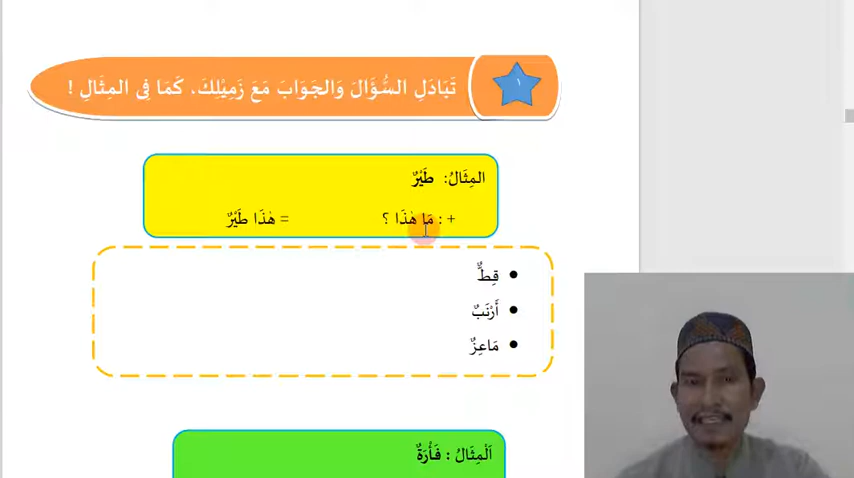 ١
تَبَادَلِ السُّؤَالَ وَالجَوَابَ مَعَ زَمِيْلِكَ، كَمَا فِى المِثَالِ !
المِثَالُ: طَيْرٌ
+ : مَا هٰذَا ؟ = هٰذَا طَيْرٌ
• قِطٌّ
• أَرْنَبٌ
• مَاعِزٌ
اَلْمِثَالُ : فَأْرَةٌ